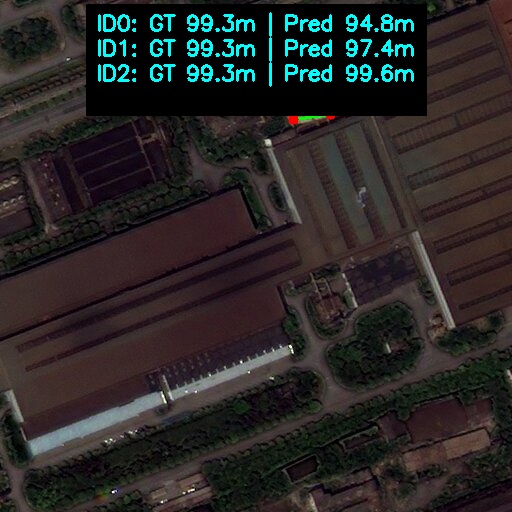 ID0: GT 99.3m | Pred 94.8m
ID1: GT 99.3m | Pred 97.4m
ID2: GT 99.3m | Pred 99.6m